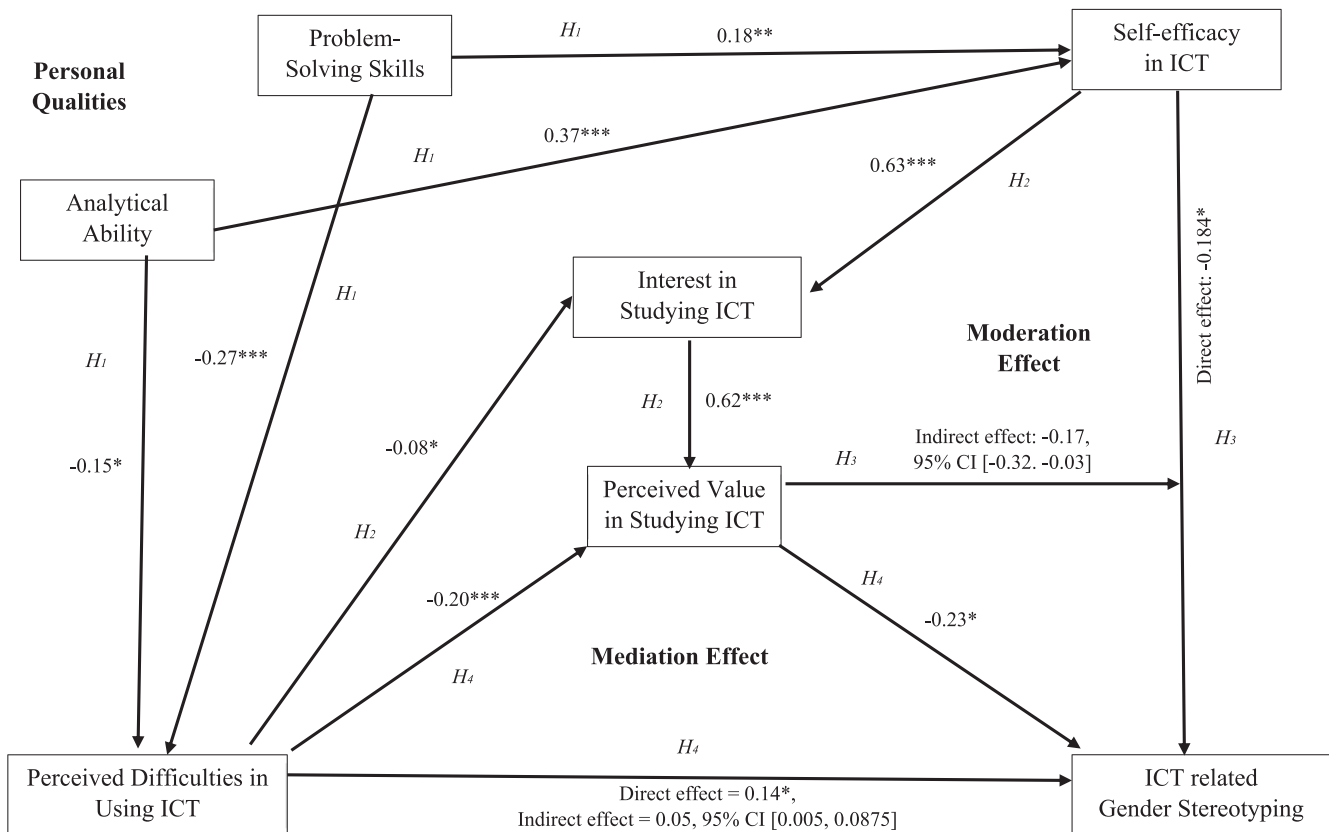 Problem-
Solving Skills
H1
0.18**
Self-efficacy
in ICT
Personal
Qualities
0.37***
H1
0.63***
H2
Analytical
Ability
Direct effect: -0.184*
Interest in
Studying ICT
H1
Moderation
Effect
H1
-0.27***
H2
0.62***
H3
Indirect effect: -0.17,
95% CI [-0.32. -0.03]
H3
-0.08*
-0.15*
Perceived Value
in Studying ICT
H2
H4
-0.20***
-0.23*
Mediation Effect
H4
H4
Perceived Difficulties in
Using ICT
Direct effect = 0.14*,
Indirect effect = 0.05, 95% CI [0.005, 0.0875]
ICT related
Gender Stereotyping